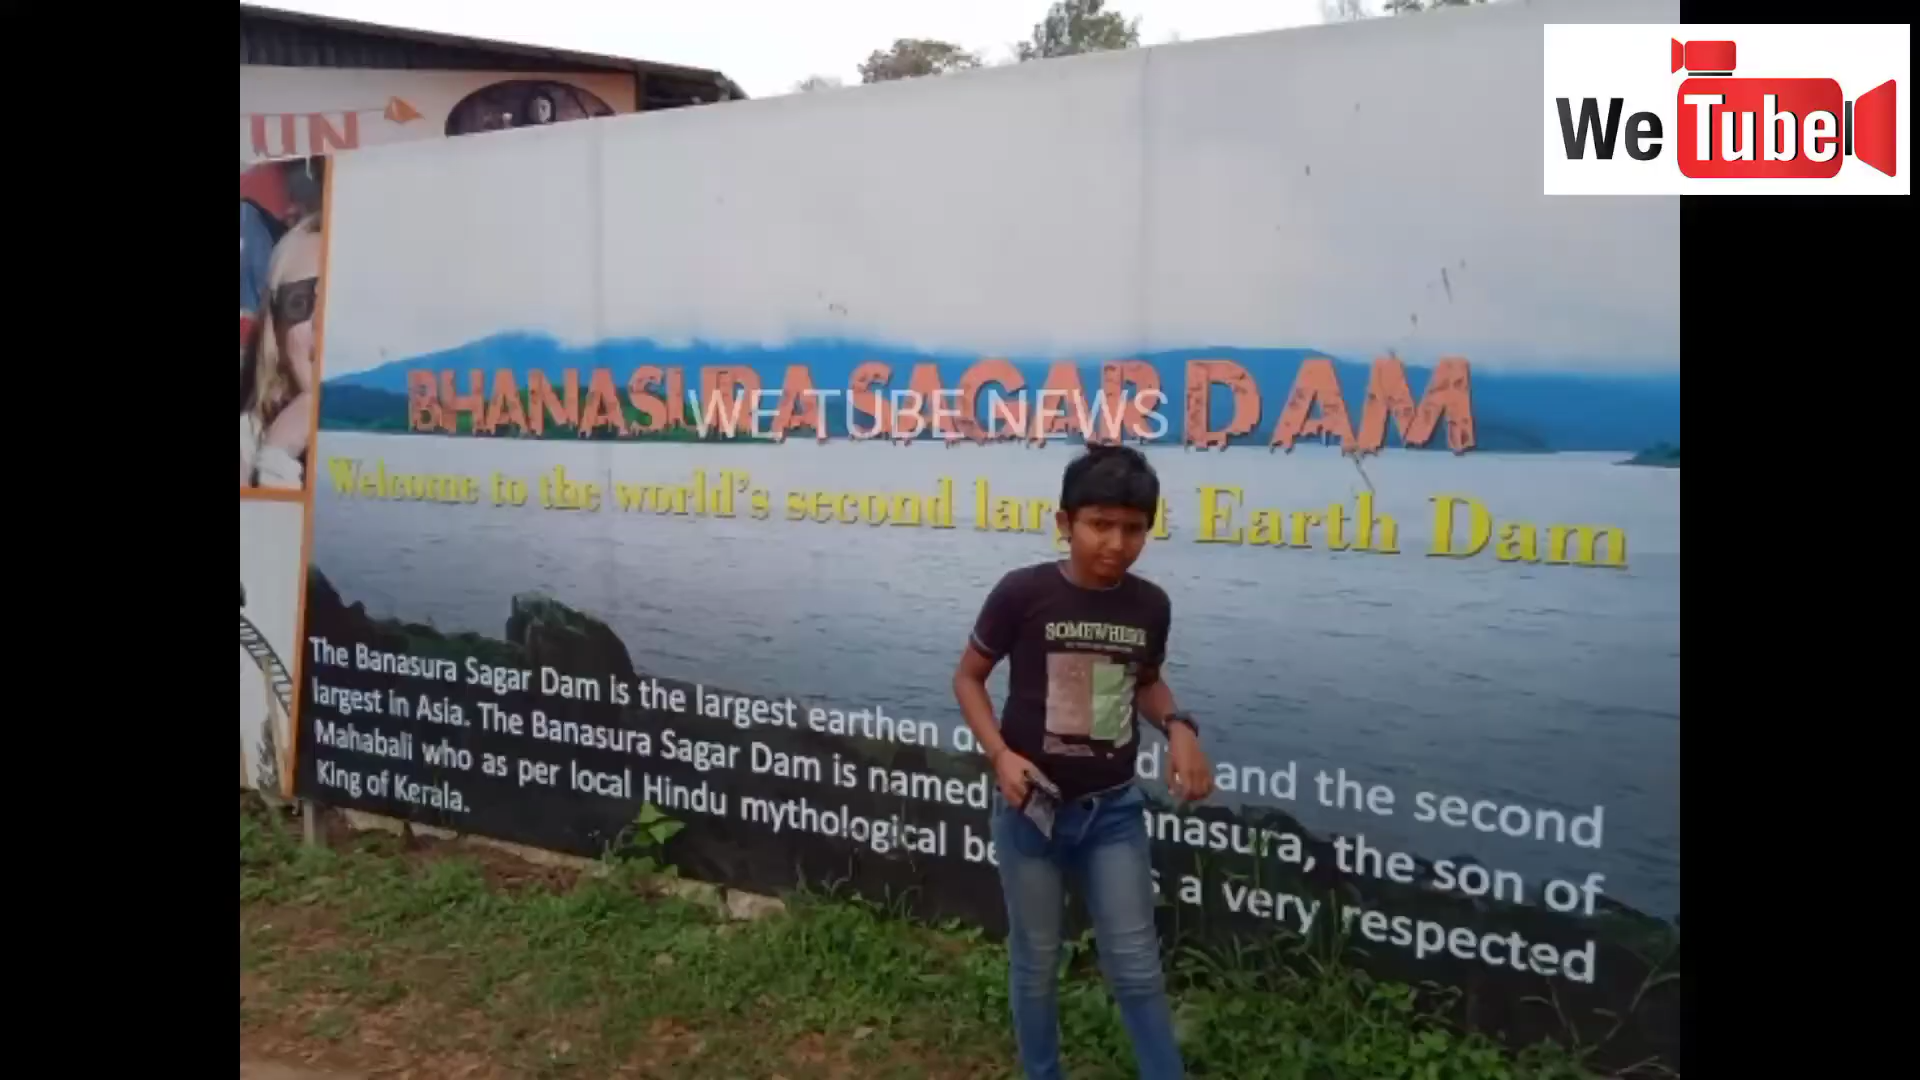 We Tube
UN
BHANASURA SAGAR DAM
WE TUBE NEWS
Welcome to the world's second Earth Dam
SOMEWHERE
The Banasura Sagar Dam is the largest earthen and the second
largest in Asia. The Banasura Sagar Dam is named the son of
Mahabali who as per local Hindu mythological a very respected
King of Kerala.